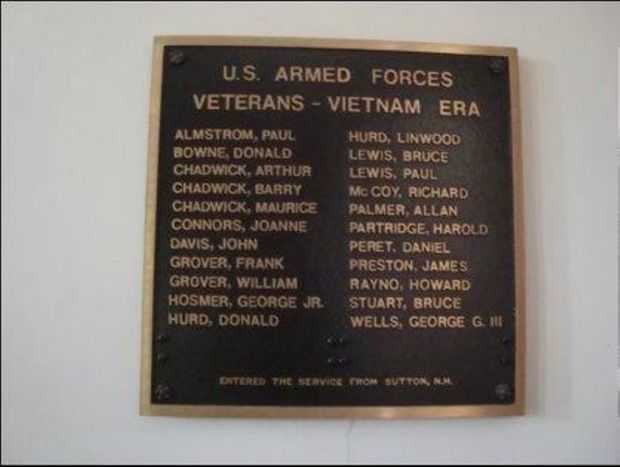 U.S. ARMED FORCES
VETERANS - VIETNAM ERA
ALMSTROM, PAUL
BOWNE, DONALD
CHADWICK, ARTHUR
CHADWICK, BARRY
CHADWICK, MAURICE
CONNORS, JOANNE
DAVIS, JOHN
GROVER, FRANK
GROVER, WILLIAM
HOSMER, GEORGE JR.
HURD, DONALD
HURD, LINWOOD
LEWIS, BRUCE
LEWIS, PAUL
McCOY, RICHARD
PALMER, ALLAN
PARTRIDGE, HAROLD
PERET, DANIEL
PRESTON, JAMES
RAYNO, HOWARD
STUART, BRUCE
WELLS, GEORGE G. III
ENTERED THE SERVICE FROM SUTTON, N.H.